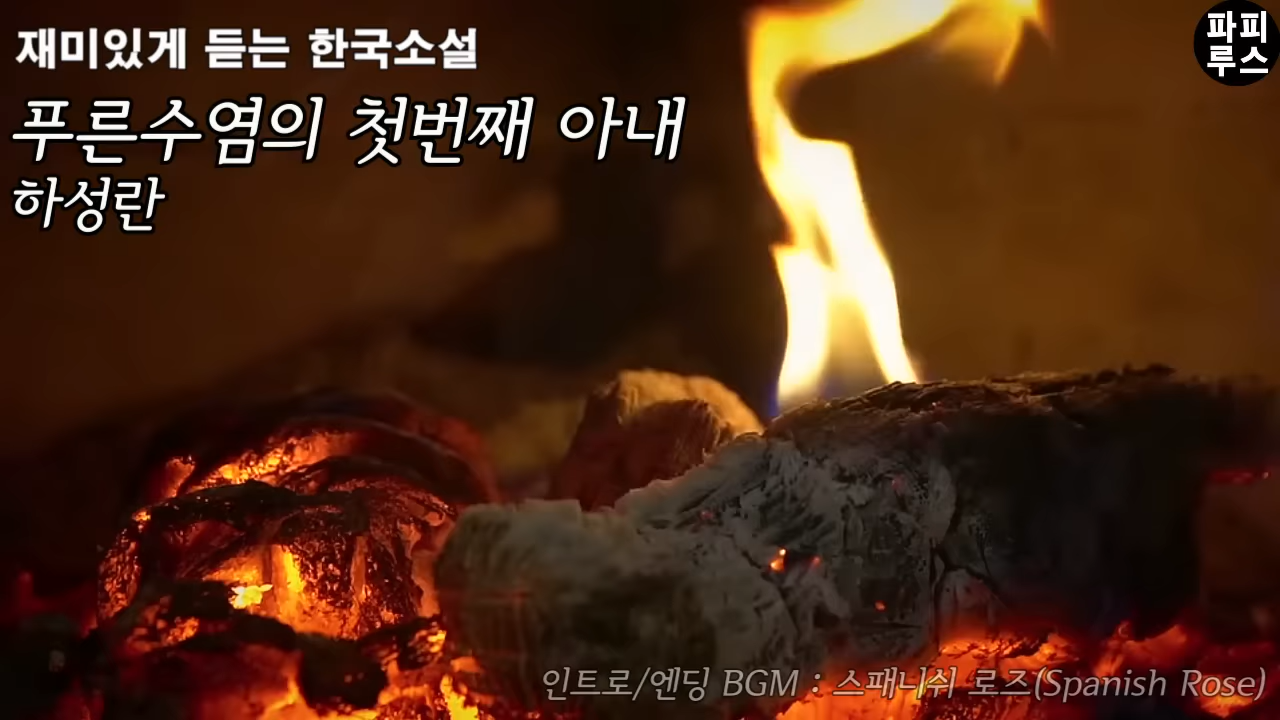 재미있게 듣는 한국소설
파피
루스
푸른수염의 첫번째 아내
하성란
인트로/엔딩 BGM : 스패니쉬 로즈(Spanish Rose)